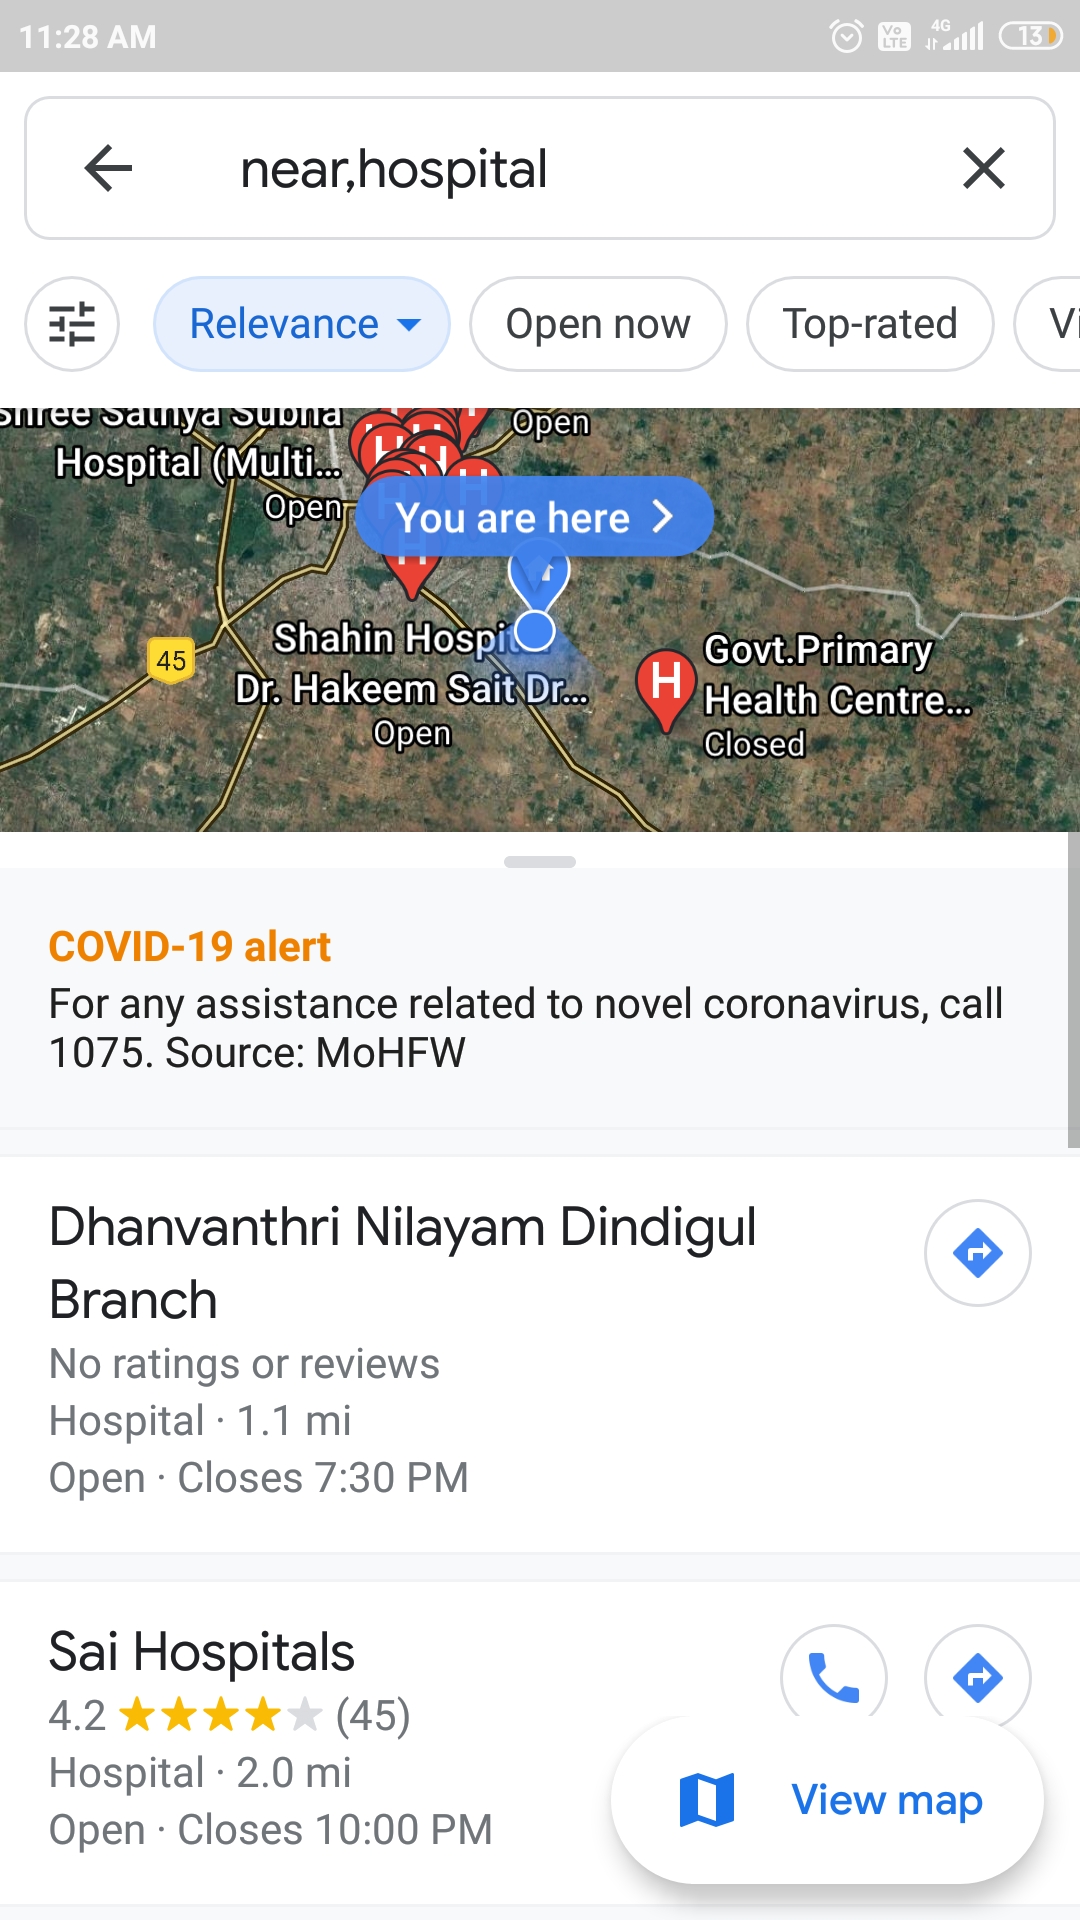 11:28 AM
Vo LTE
4G
13
near,hospital
Relevance
Open now
Top-rated
Shree Sathya Subha
Hospital (Multi...
Open
Open
You are here
45
Shahin Hospit
Dr. Hakeem Sait Dr...
Open
Govt.Primary
Health Centre...
Closed
COVID-19 alert
For any assistance related to novel coronavirus, call
1075. Source: MoHFW
Dhanvanthri Nilayam Dindigul
Branch
No ratings or reviews
Hospital · 1.1 mi
Open · Closes 7:30 PM
Sai Hospitals
4.2 (45)
Hospital · 2.0 mi
Open · Closes 10:00 PM
View map